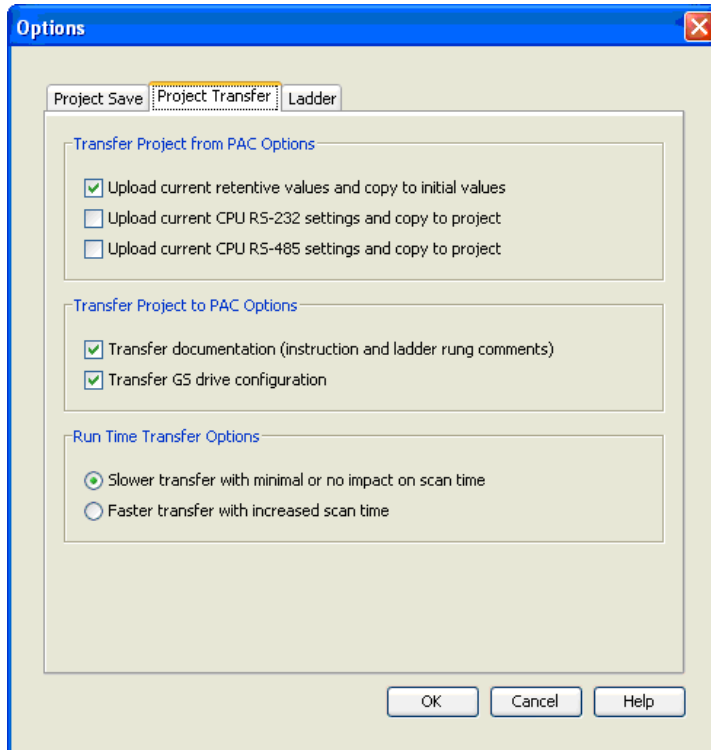 Options
Project Save Project Transfer Ladder
Transfer Project from PAC Options
Upload current retentive values and copy to initial values
Upload current CPU RS-232 settings and copy to project
Upload current CPU RS-485 settings and copy to project
Transfer Project to PAC Options
Transfer documentation (instruction and ladder rung comments)
Transfer GS drive configuration
Run Time Transfer Options
Slower transfer with minimal or no impact on scan time
Faster transfer with increased scan time
OK Cancel Help